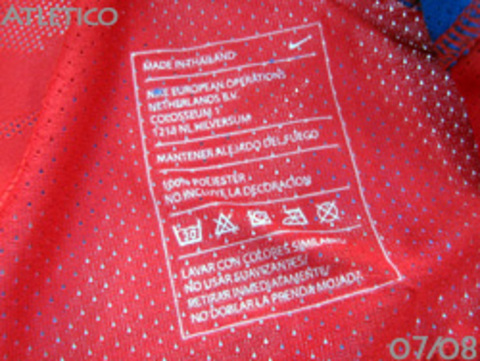 ATLETICO
MADE IN THAILAND
NIKE EUROPEAN OPERATIONS
NETHERLANDS B.V.
COLOSSEUM 1
1213 NL HILVERSUM
MANTENER ALEJADO DEL FUEGO
100% POLIESTER
NO INCLUYE LA DECORACION
30
LAVAR CON COLORES SIMILARES/
NO USAR SUAVIZANTES/
RETIRAR INMEDIATAMENTE/
NO DOBLAR LA PRENDA MOJADA
07/08